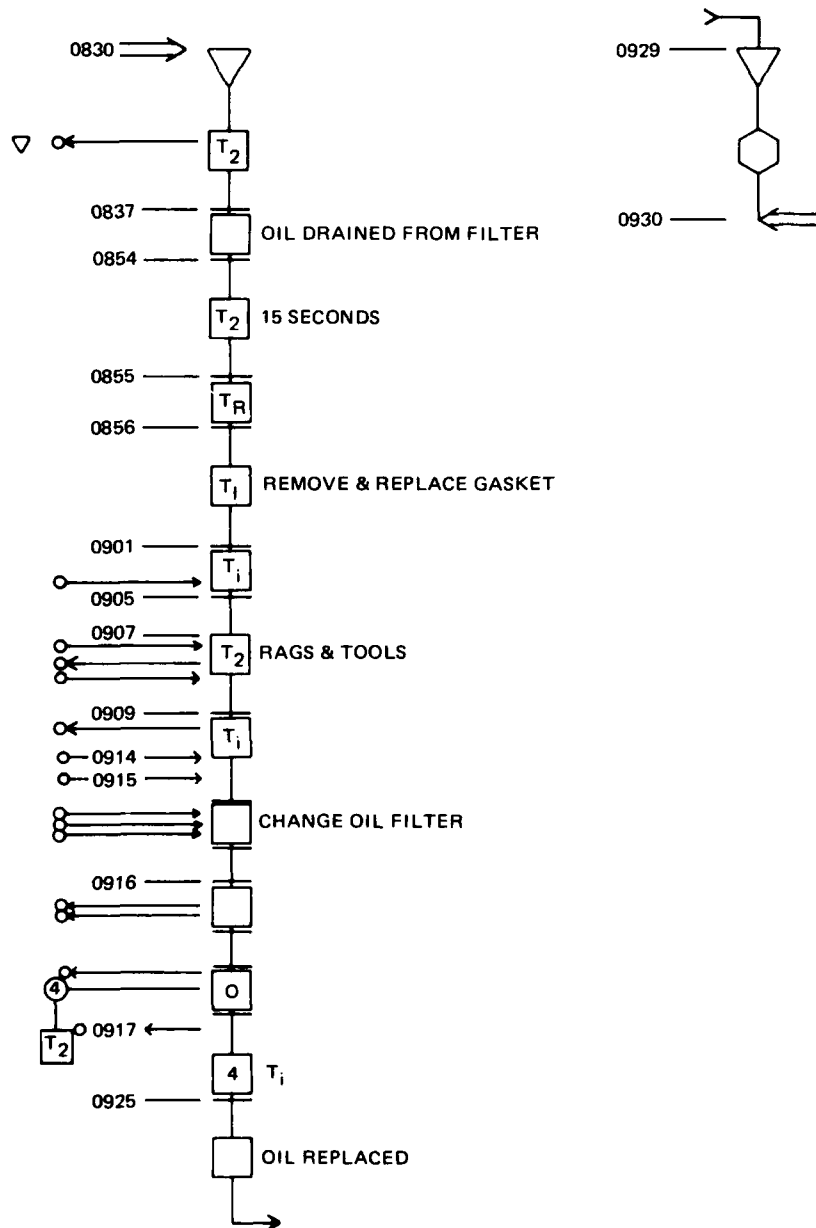 0830
T2
0837
OIL DRAINED FROM FILTER
0854
T2 15 SECONDS
0855
TR
0856
TI REMOVE & REPLACE GASKET
0901
Ti
0905
0907
T2 RAGS & TOOLS
0909
Ti
0914
0915
CHANGE OIL FILTER
0916
4
O
0917
T2
4 Ti
0925
OIL REPLACED
0929
0930